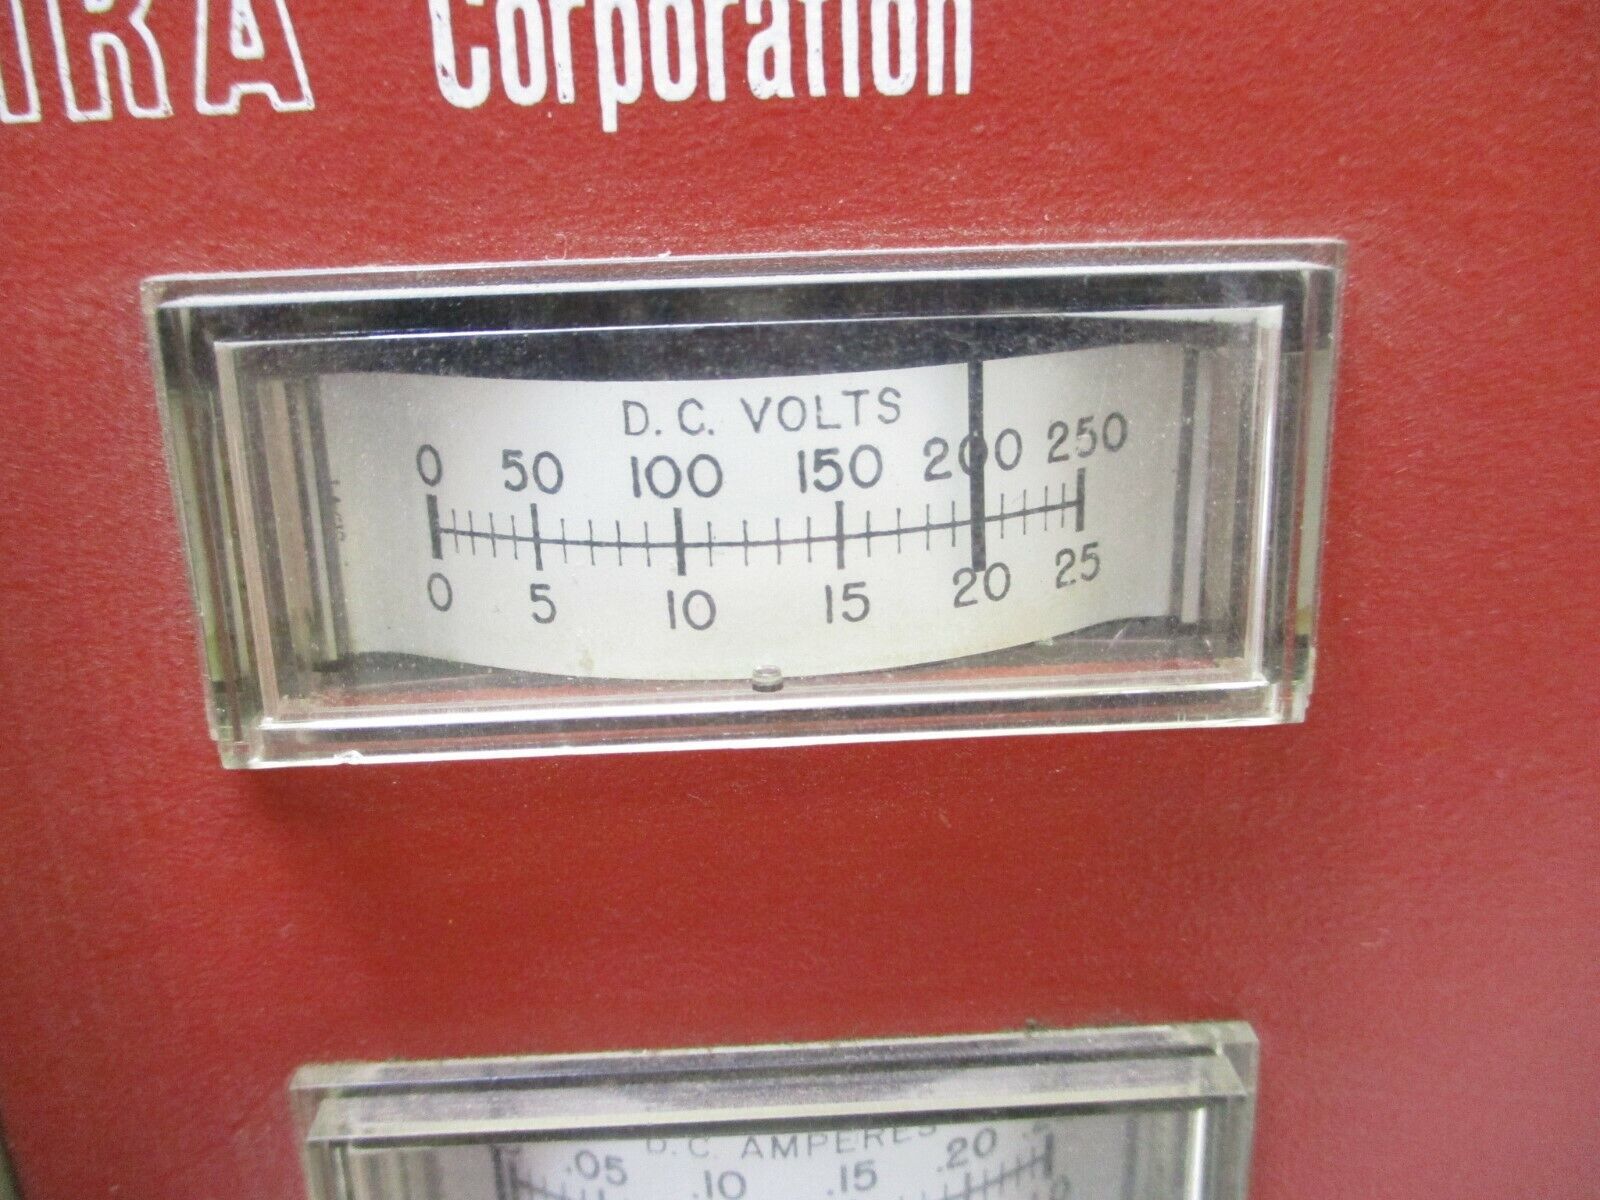 Corporation
D.C. VOLTS
0 50 100 150 200 250
0 5 10 15 20 25
D.C. AMPERES
.05 .10 .15 .20